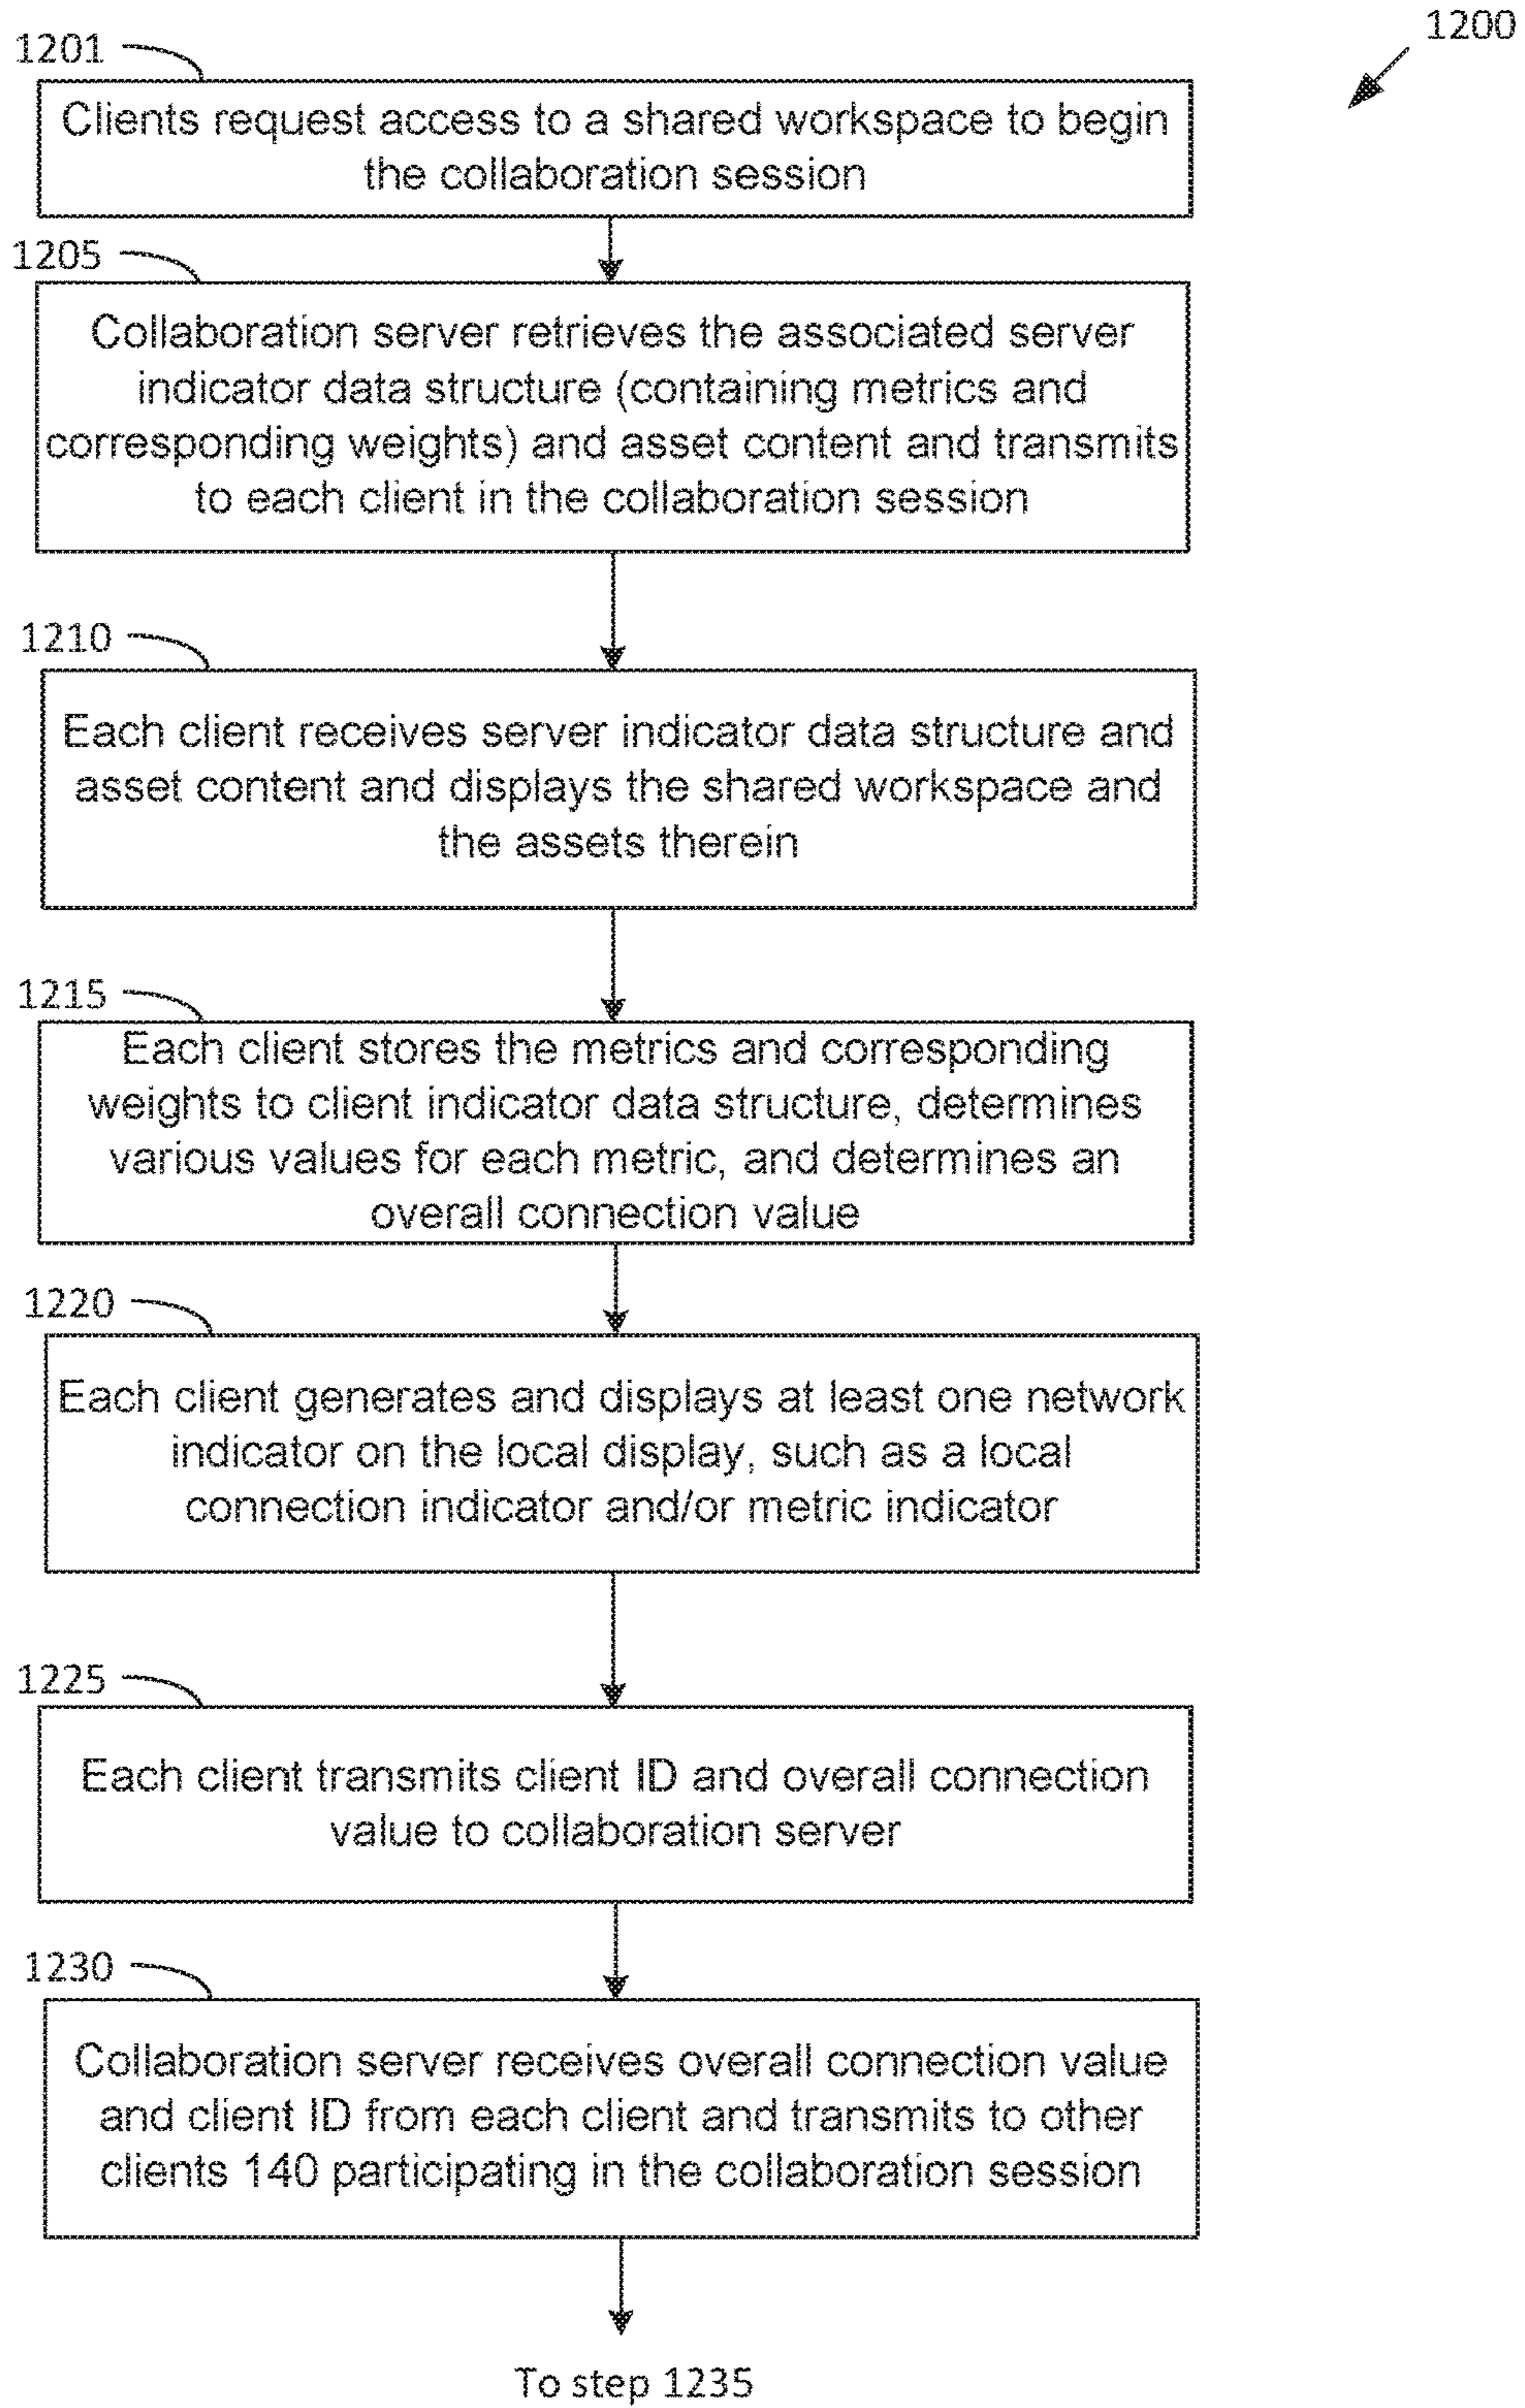 1200
1201
Clients request access to a shared workspace to begin
the collaboration session
1205
Collaboration server retrieves the associated server
indicator data structure (containing metrics and
corresponding weights) and asset content and transmits
to each client in the collaboration session
1210
Each client receives server indicator data structure and
asset content and displays the shared workspace and
the assets therein
1215
Each client stores the metrics and corresponding
weights to client indicator data structure, determines
various values for each metric, and determines an
overall connection value
1220
Each client generates and displays at least one network
indicator on the local display, such as a local
connection indicator and/or metric indicator
1225
Each client transmits client ID and overall connection
value to collaboration server
1230
Collaboration server receives overall connection value
and client ID from each client and transmits to other
clients 140 participating in the collaboration session
To step 1235